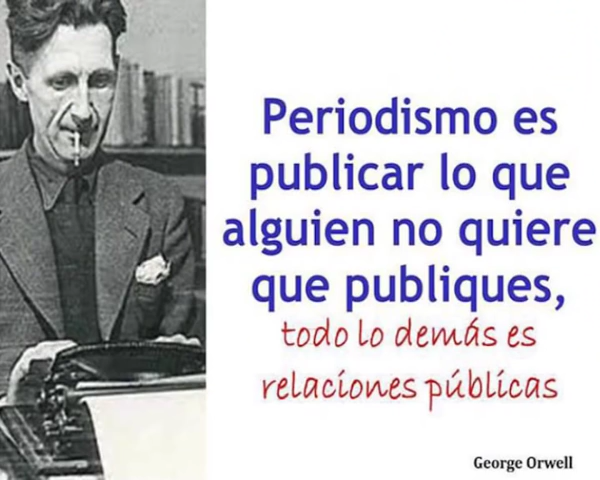 Periodismo es
publicar lo que
alguien no quiere
que publiques,
todo lo demás es
relaciones públicas
George Orwell